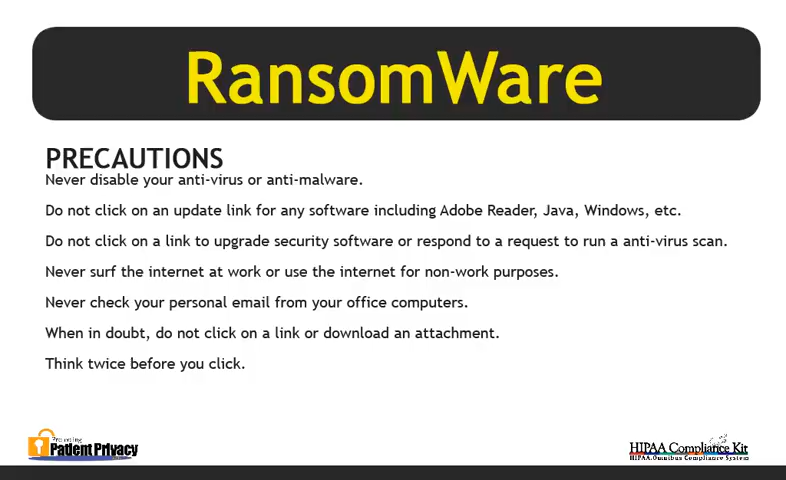 RansomWare
PRECAUTIONS
Never disable your anti-virus or anti-malware.
Do not click on an update link for any software including Adobe Reader, Java, Windows, etc.
Do not click on a link to upgrade security software or respond to a request to run a anti-virus scan.
Never surf the internet at work or use the internet for non-work purposes.
Never check your personal email from your office computers.
When in doubt, do not click on a link or download an attachment.
Think twice before you click.
Patient Privacy
HIPAA Compliance Kit
HIPAA Omnibus Compliance System